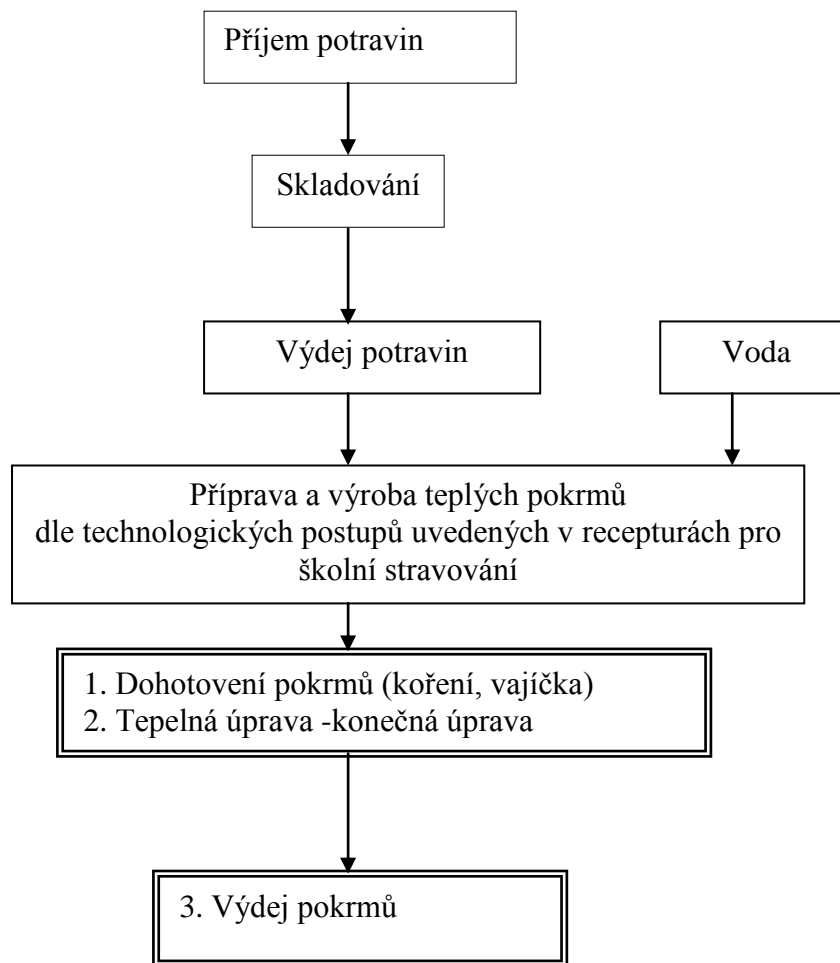 Příjem potravin
Skladování
Výdej potravin
Voda
Příprava a výroba teplých pokrmů
dle technologických postupů uvedených v recepturách pro
školní stravování
1. Dohotovení pokrmů (koření, vajíčka)
2. Tepelná úprava -konečná úprava
3. Výdej pokrmů